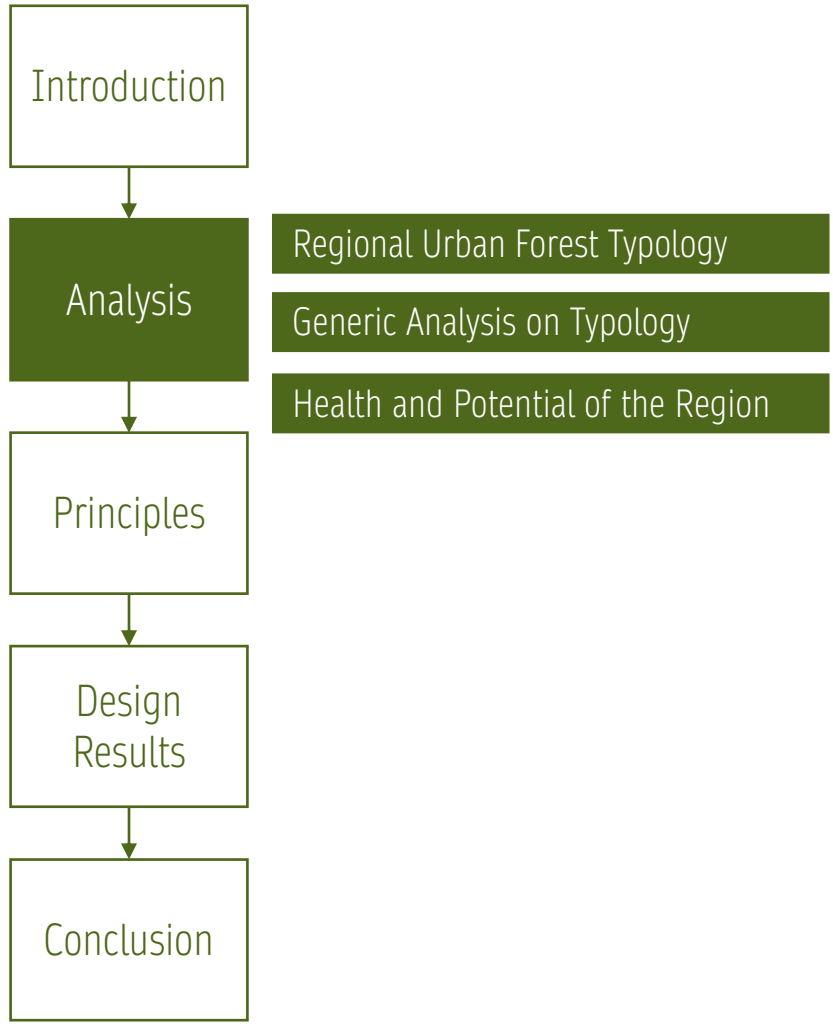 Introduction
Analysis
Regional Urban Forest Typology
Generic Analysis on Typology
Health and Potential of the Region
Principles
Design
Results
Conclusion